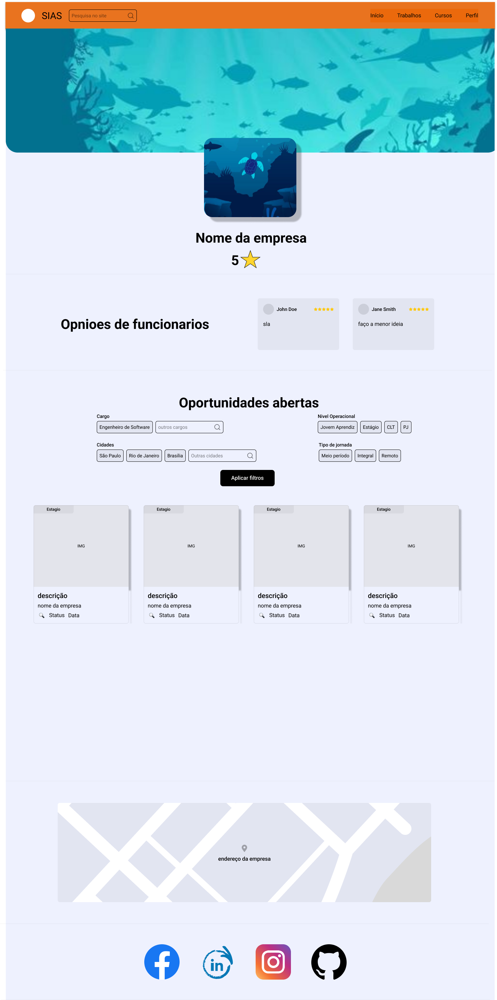 SIAS
Pesquisa no site
Início Trabalhos Cursos Perfil
Nome da empresa
5
Opnioes de funcionarios
John Doe
sla
Jane Smith
faço a menor ideia
Oportunidades abertas
Cargo
Engenheiro de Software outros cargos
Nivel Operacional
Jovem Aprendiz Estágio CLT PJ
Cidades
São Paulo Rio de Janeiro Brasília Outras cidades
Tipo de jornada
Meio período Integral Remoto
Aplicar filtros
Estagio
IMG
descrição
nome da empresa
Status Data
Estagio
IMG
descrição
nome da empresa
Status Data
Estagio
IMG
descrição
nome da empresa
Status Data
Estagio
IMG
descrição
nome da empresa
Status Data
endereço da empresa
in